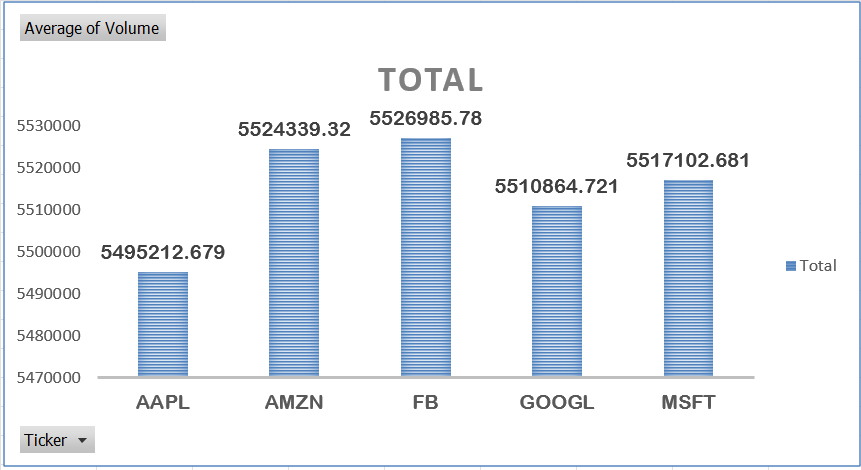 Average of Volume
TOTAL
5530000
5520000
5510000
5500000
5490000
5480000
5470000
5495212.679
5524339.32
5526985.78
5510864.721
5517102.681
AAPL
AMZN
FB
GOOGL
MSFT
Total
Ticker